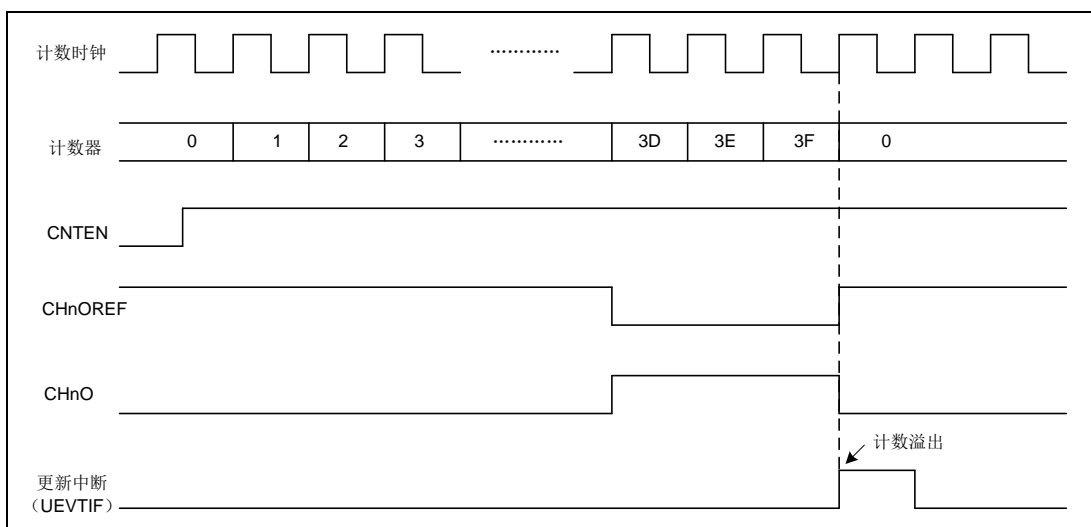 计数时钟
…………
计数器 0 1 2 3 ………… 3D 3E 3F 0
CNTEN
CHnOREF
CHnO
计数溢出
更新中断
（UEVTIF）